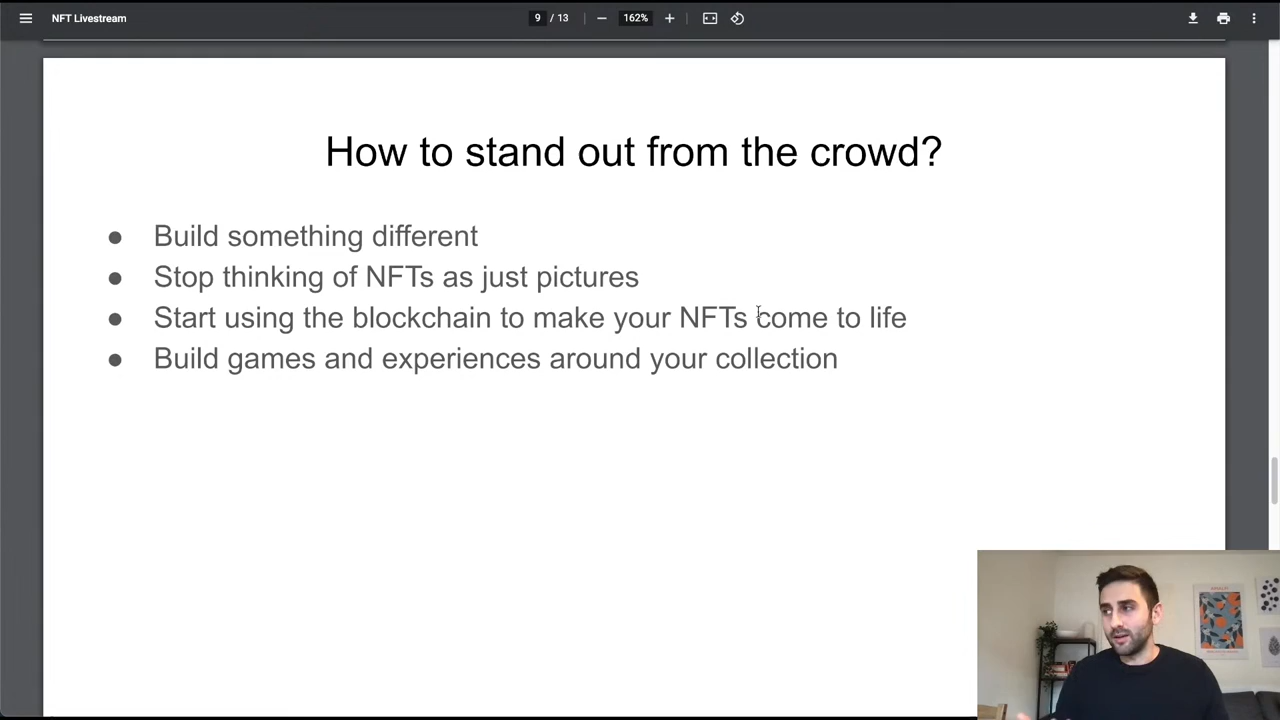 NFT Livestream
9 / 13
162%
How to stand out from the crowd?
● Build something different
● Stop thinking of NFTs as just pictures
● Start using the blockchain to make your NFTs come to life
● Build games and experiences around your collection